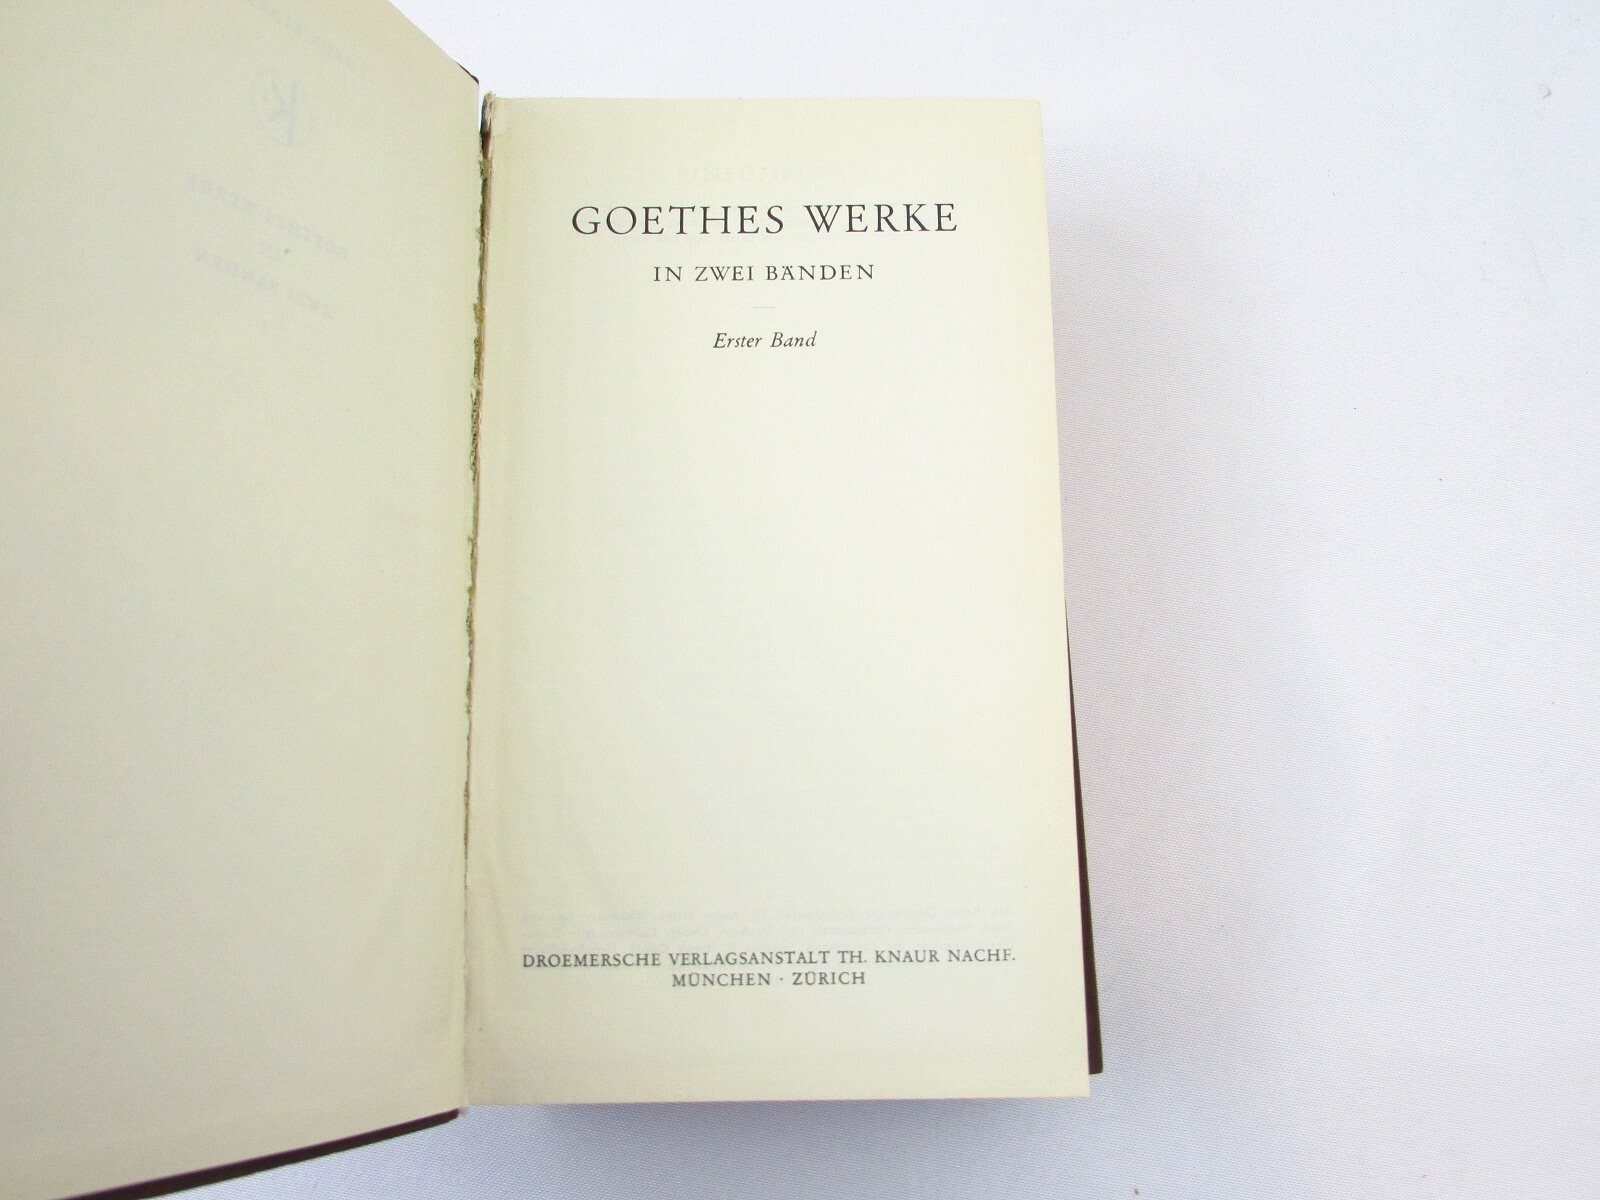 GOETHES WERKE
IN ZWEI BÄNDEN
Erster Band
DROEMERSCHE VERLAGSANSTALT TH. KNAUR NACHF.
MÜNCHEN · ZÜRICH